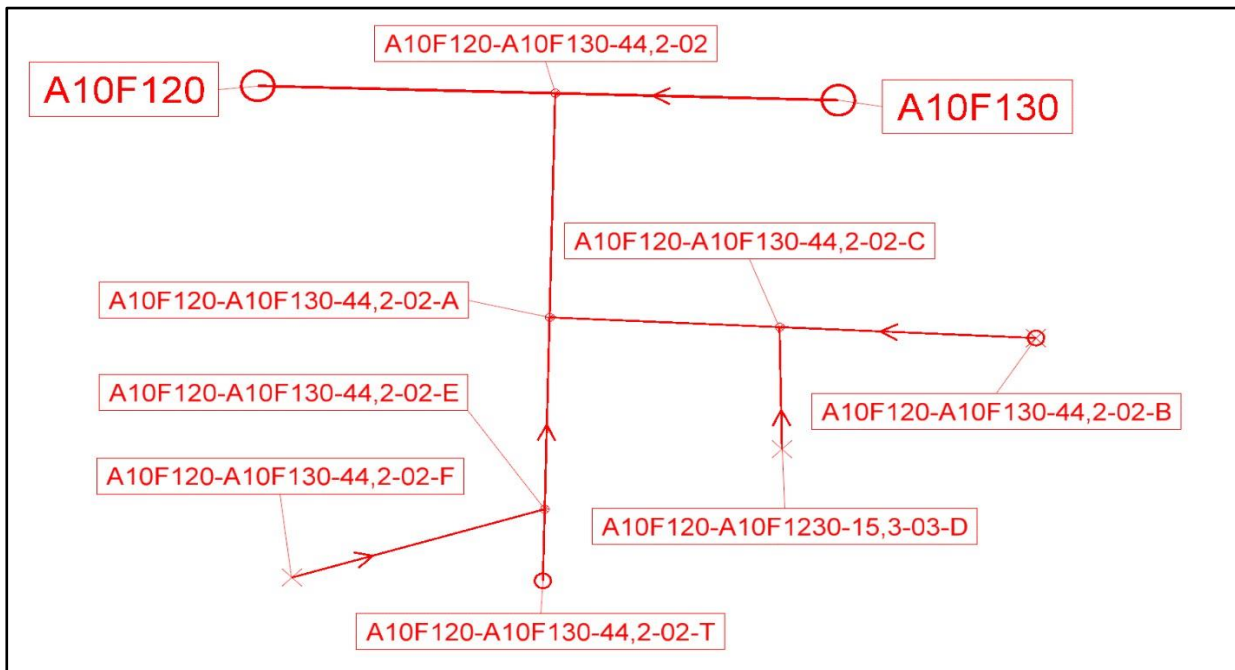 A10F120-A10F130-44,2-02
A10F120
A10F130
A10F120-A10F130-44,2-02-C
A10F120-A10F130-44,2-02-A
A10F120-A10F130-44,2-02-E
A10F120-A10F130-44,2-02-B
A10F120-A10F130-44,2-02-F
A10F120-A10F1230-15,3-03-D
A10F120-A10F130-44,2-02-T